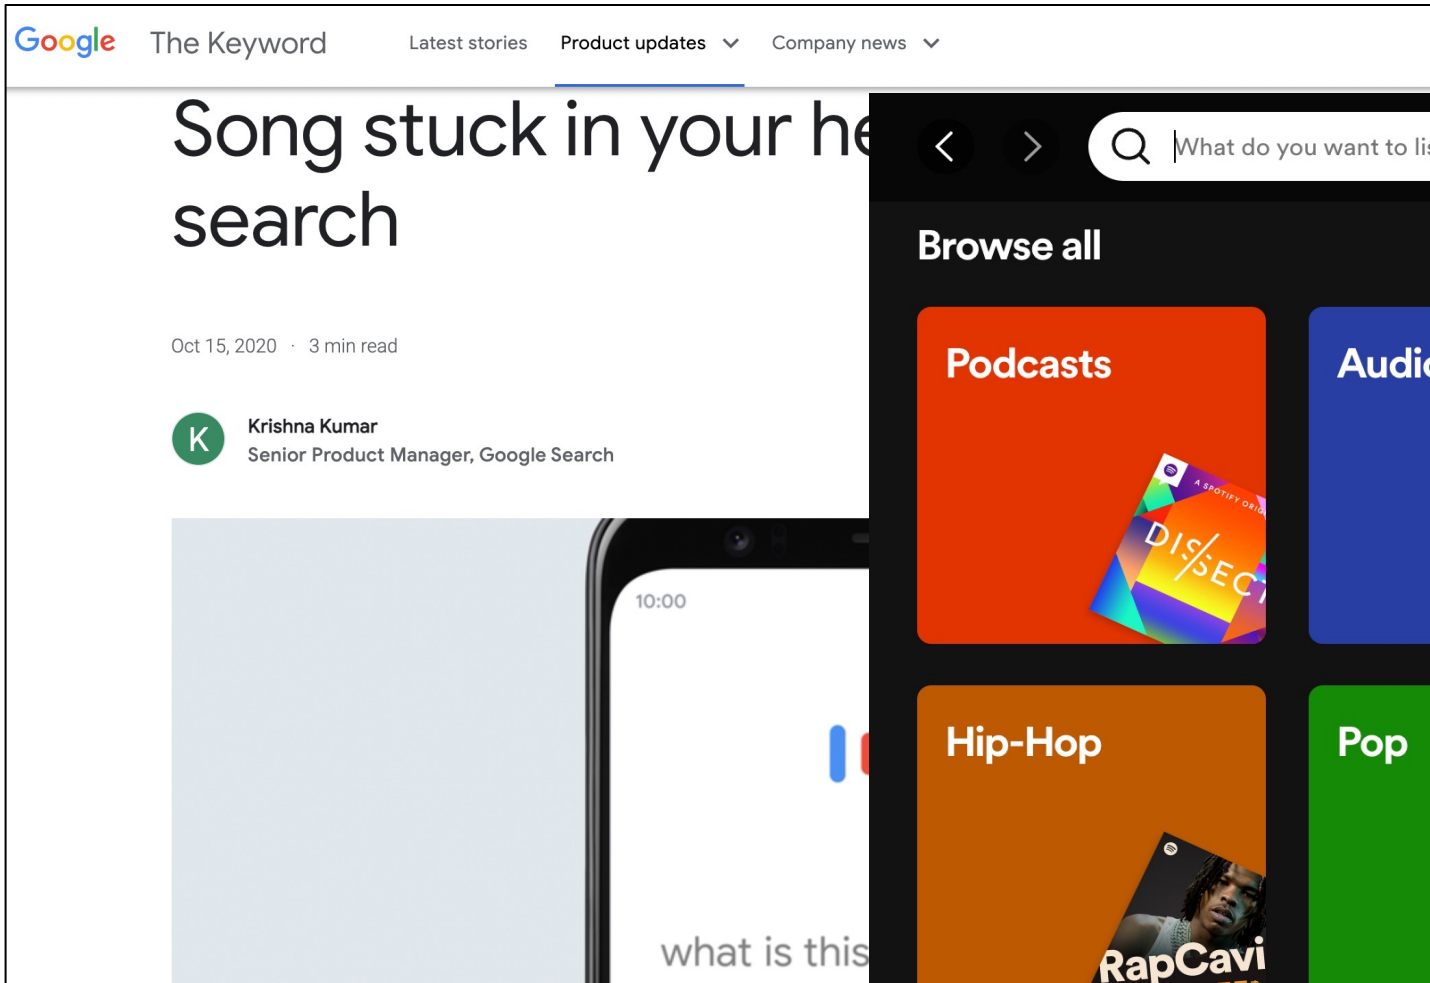 Google The Keyword Latest stories Product updates Company news
Song stuck in your he
search
Oct 15, 2020 · 3 min read
K
Krishna Kumar
Senior Product Manager, Google Search
10:00
what is this
What do you want to lis
Browse all
Podcasts
A SPOTIFY ORIG
DISSECT
Audio
Hip-Hop
RapCavi
Pop